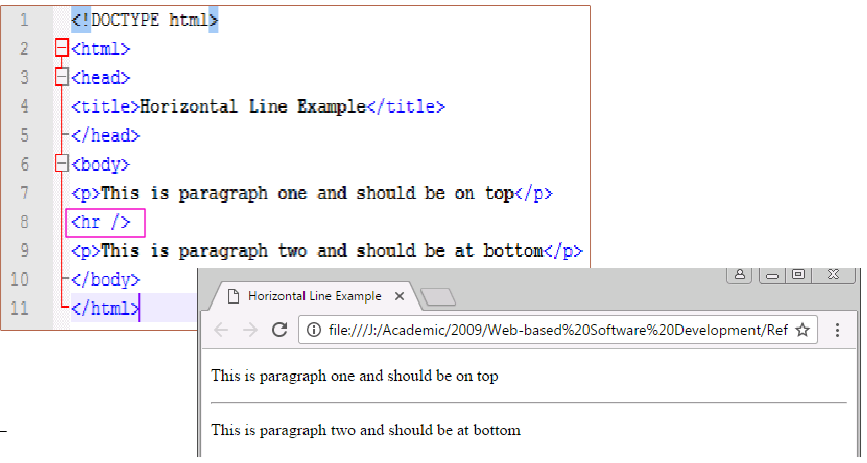 1 <!DOCTYPE html>
2 <html>
3 <head>
4 <title>Horizontal Line Example</title>
5 </head>
6 <body>
7 <p>This is paragraph one and should be on top</p>
8 <hr />
9 <p>This is paragraph two and should be at bottom</p>
10 </body>
11 </html>
Horizontal Line Example
file:///J:/Academic/2009/Web-based%20Software%20Development/Ref
This is paragraph one and should be on top
This is paragraph two and should be at bottom